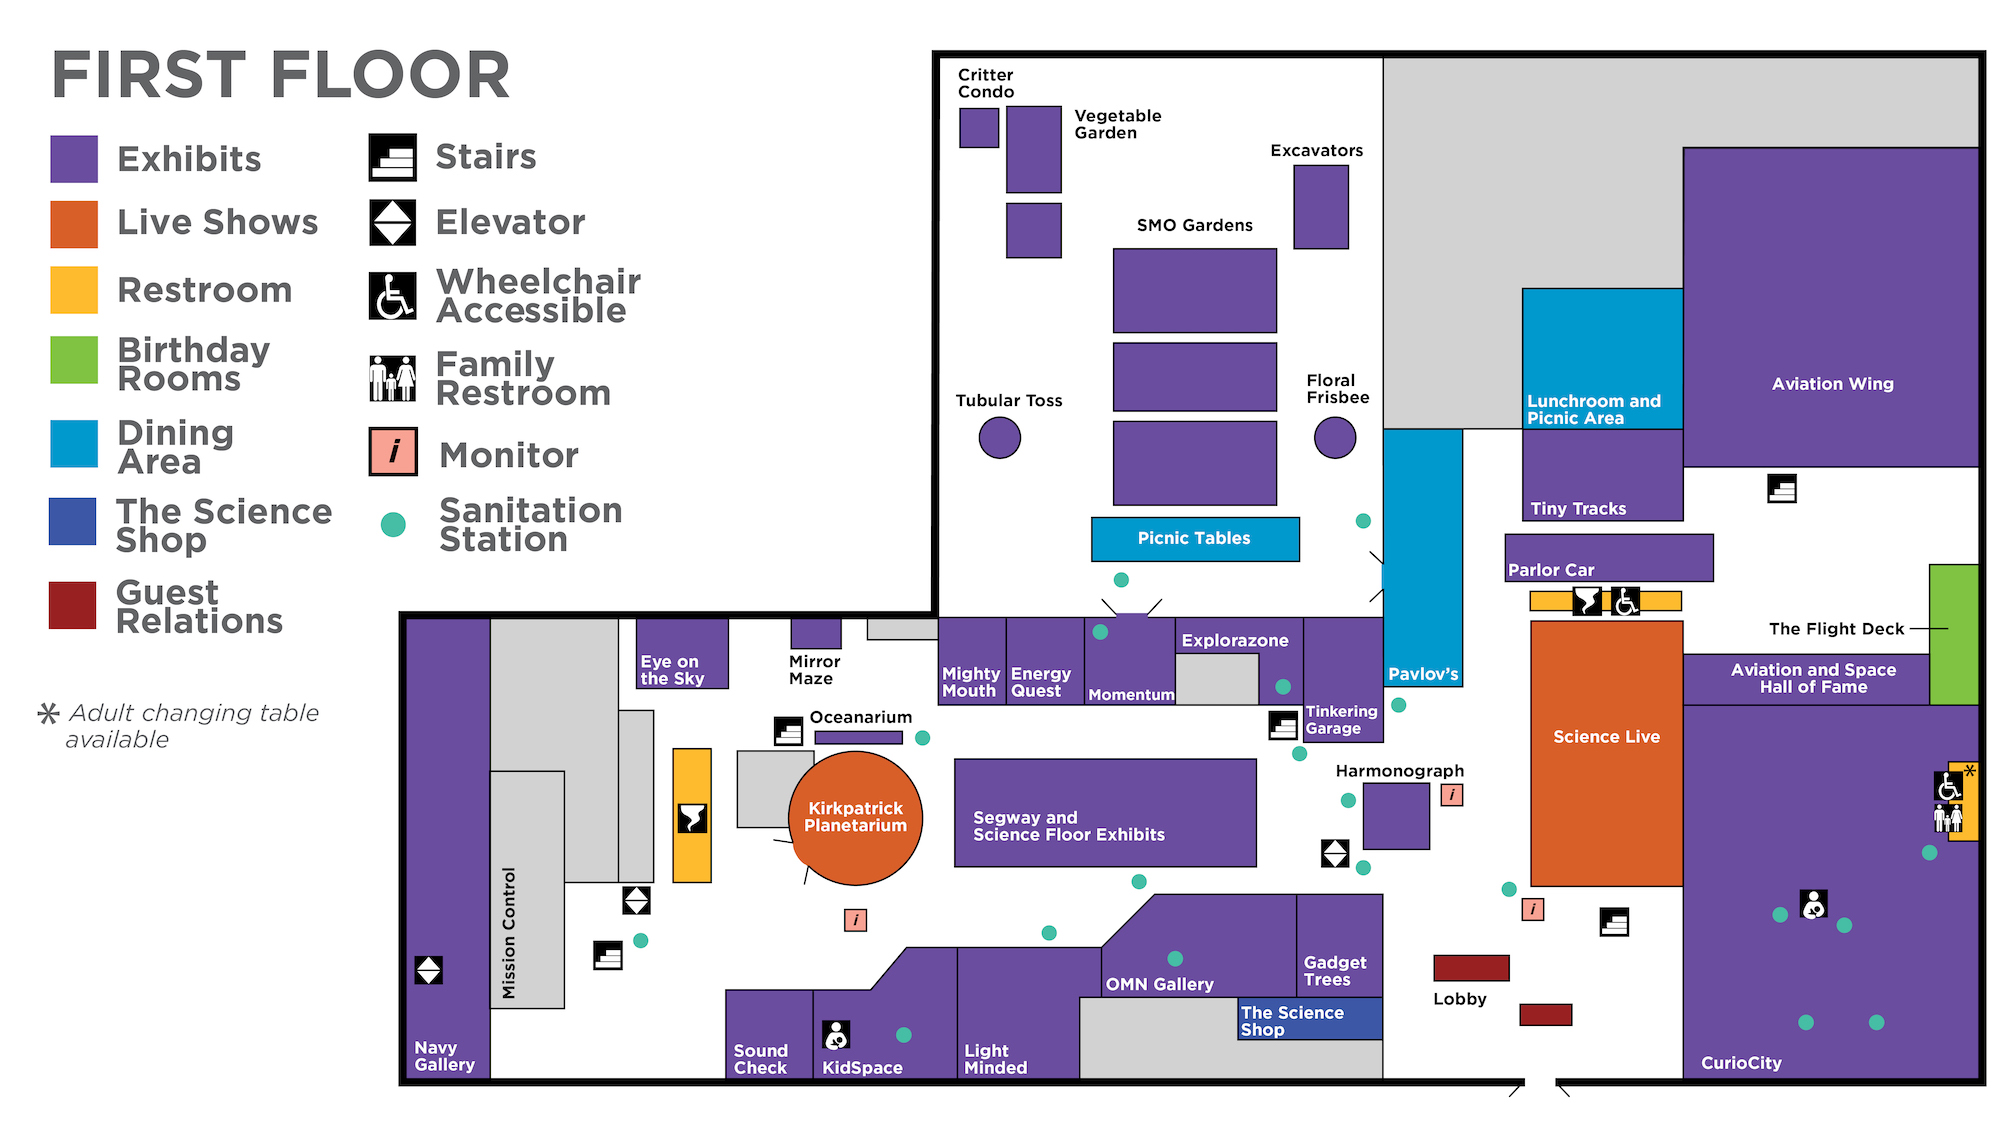 FIRST FLOOR
Exhibits
Live Shows
Restroom
Birthday
Rooms
Dining
Area
The Science
Shop
Guest
Relations
Stairs
Elevator
Wheelchair
Accessible
Family
Restroom
i
Monitor
Sanitation
Station
* Adult changing table
available
Critter
Condo
Vegetable
Garden
Excavators
SMO Gardens
Tubular Toss
Floral
Frisbee
Picnic Tables
Lunchroom and
Picnic Area
Aviation Wing
Tiny Tracks
Parlor Car
The Flight Deck
Aviation and Space
Hall of Fame
Science Live
Pavlov's
Eye on
the Sky
Mirror
Maze
Mighty
Mouth
Energy
Quest
Momentum
Explorazone
Tinkering
Garage
Oceanarium
Kirkpatrick
Planetarium
Segway and
Science Floor Exhibits
Harmonograph
i
*
Mission Control
i
i
OMN Gallery
Gadget
Trees
The Science
Shop
Lobby
Navy
Gallery
Sound
Check
KidSpace
Light
Minded
CurioCity